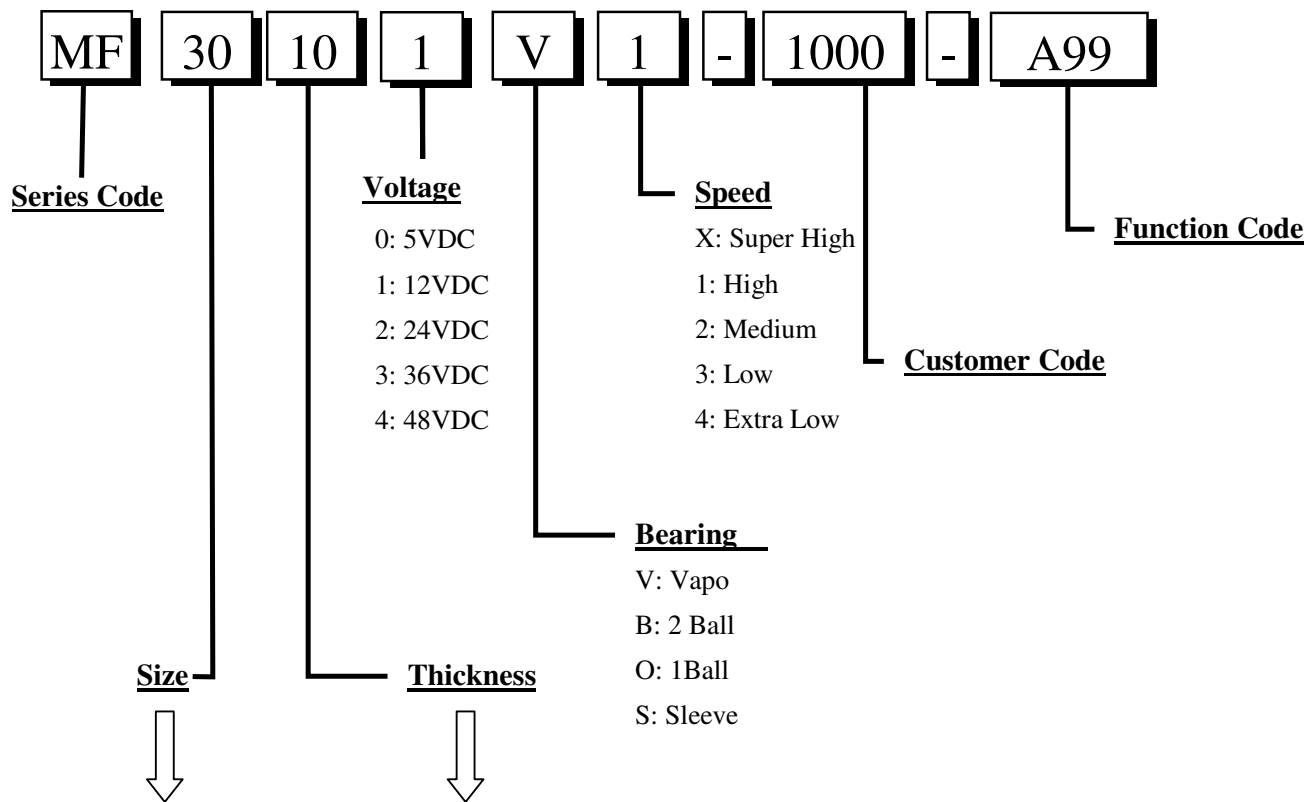 MF 30 10 1 V 1 - 1000 - A99
Series Code
Voltage
0: 5VDC
1: 12VDC
2: 24VDC
3: 36VDC
4: 48VDC
Speed
X: Super High
1: High
2: Medium
3: Low
4: Extra Low
Function Code
Customer Code
Bearing
V: Vapo
B: 2 Ball
O: 1Ball
S: Sleeve
Size
Thickness